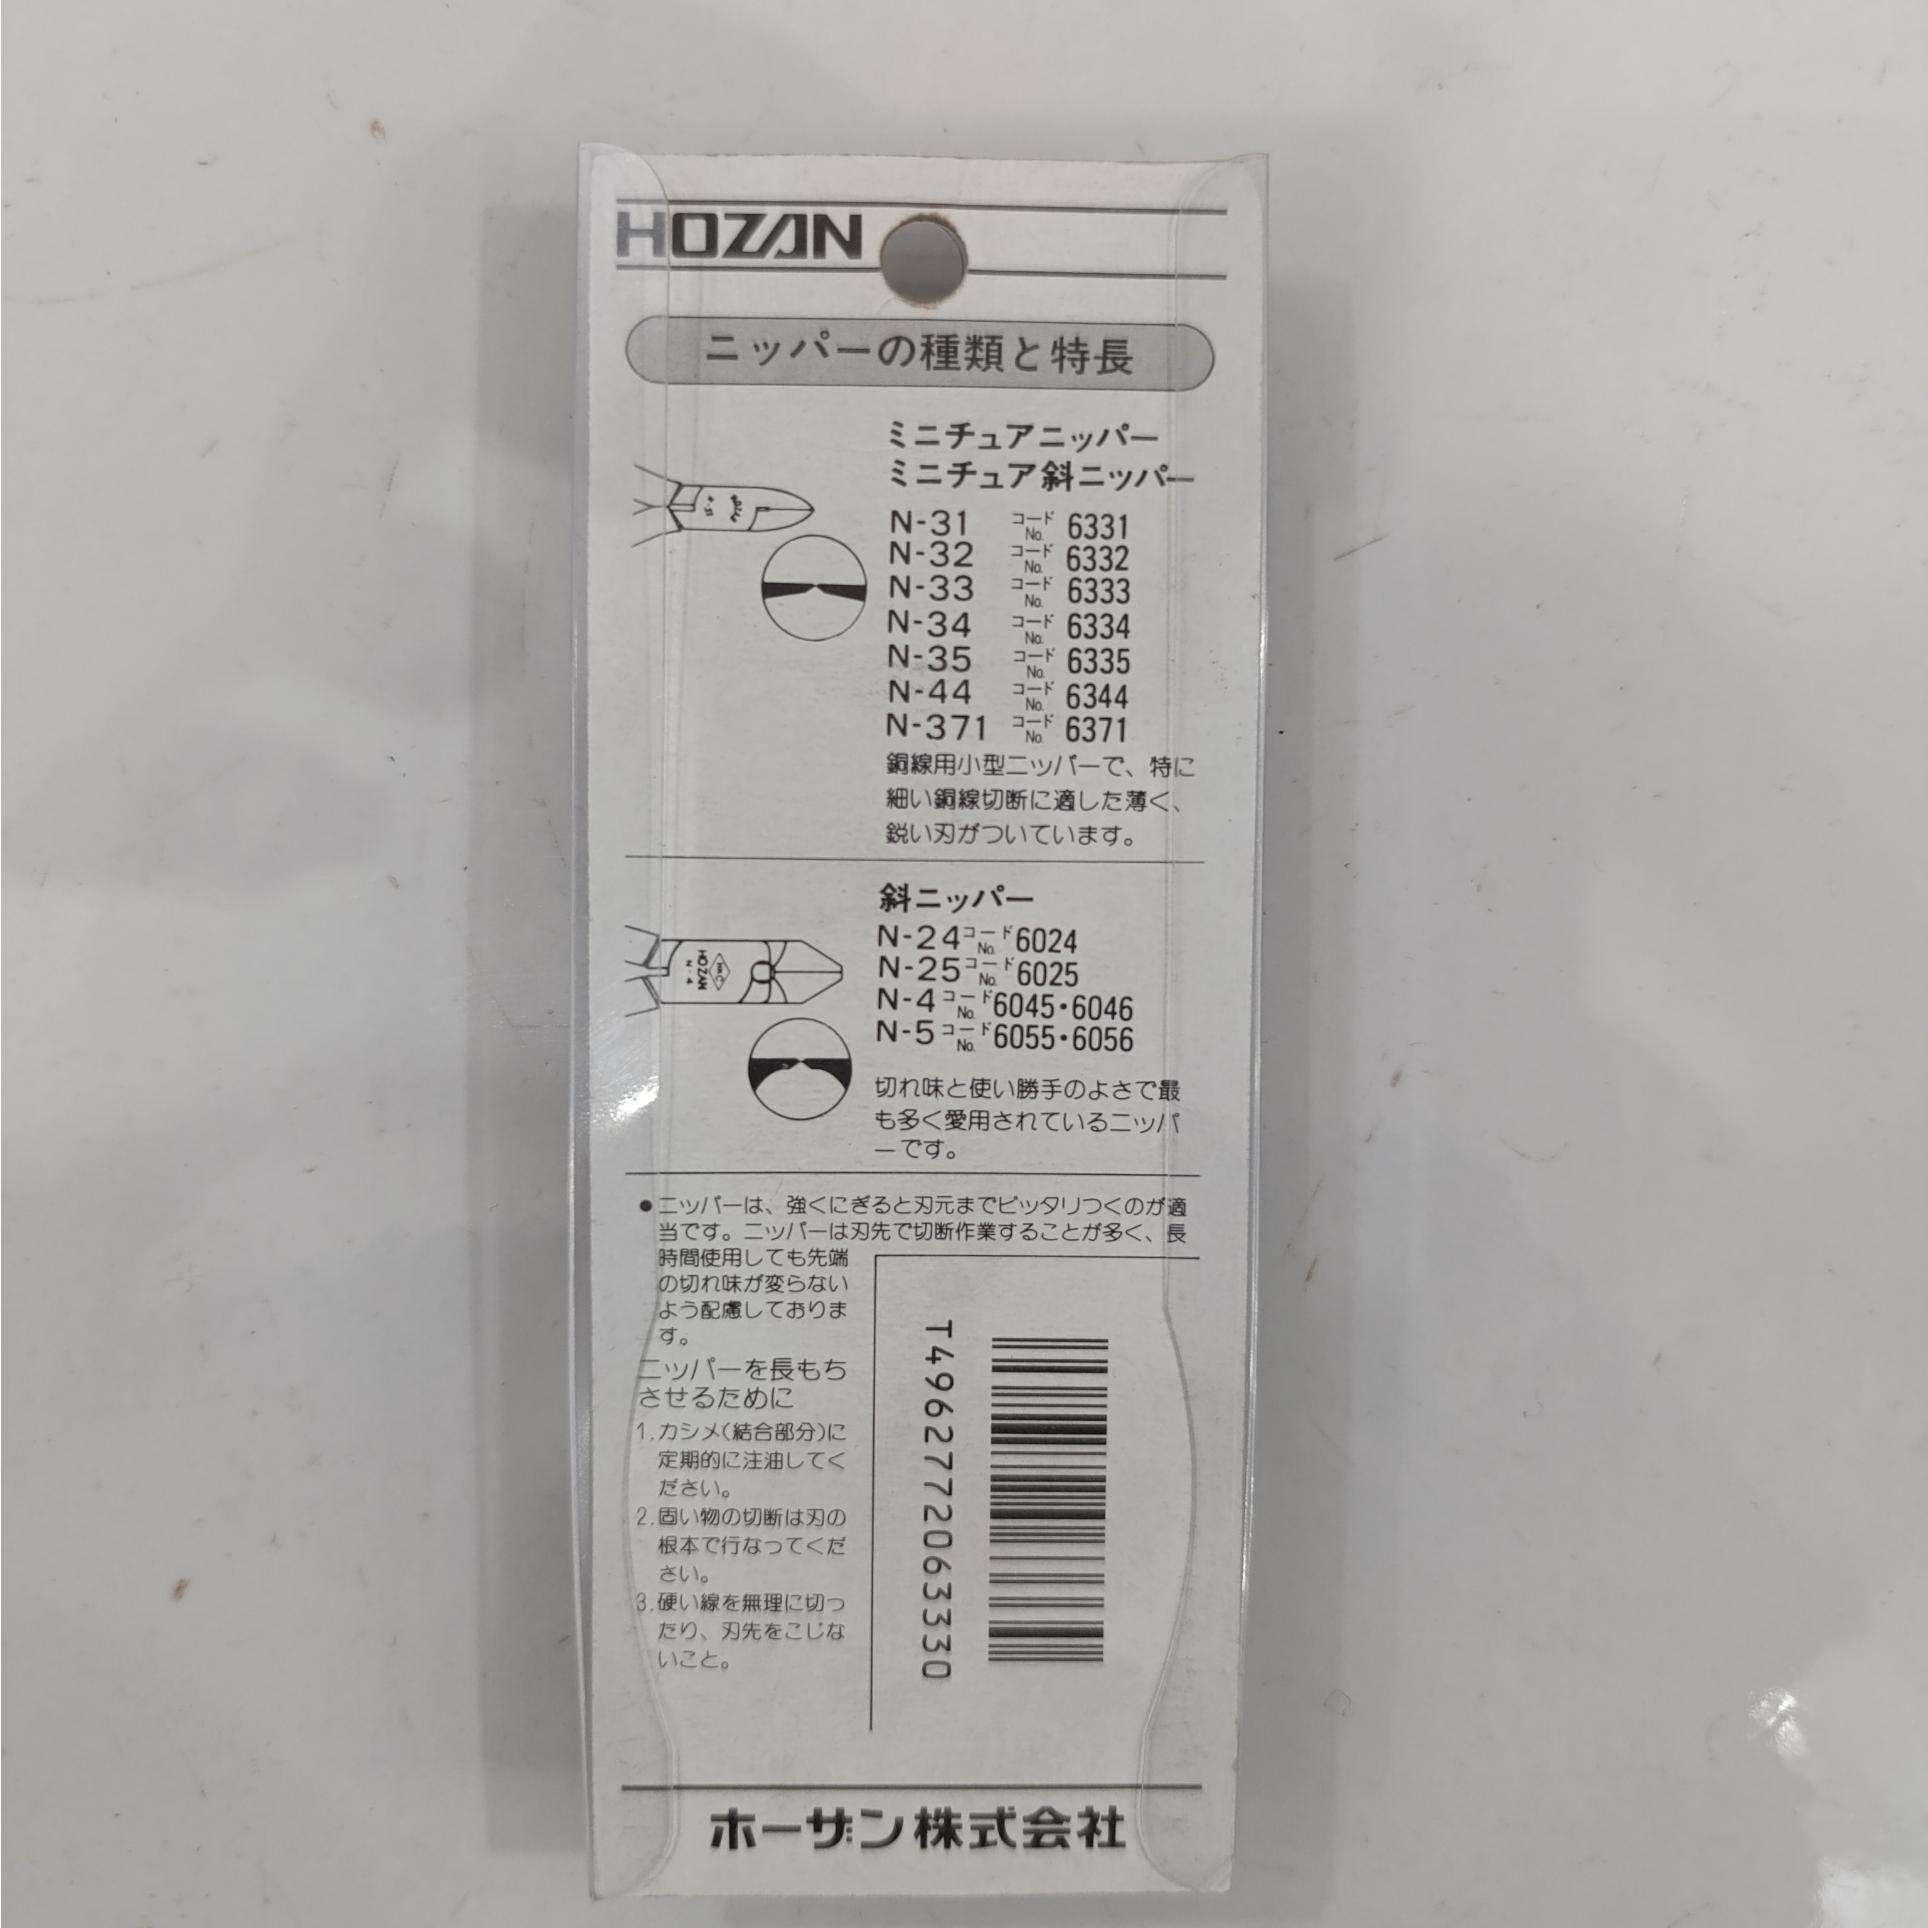 HOZAN
ニッパーの種類と特長
ミニチュアニッパー
ミニチュア斜ニッパー
N-31 コードNo. 6331
N-32 コードNo. 6332
N-33 コードNo. 6333
N-34 コードNo. 6334
N-35 コードNo. 6335
N-44 コードNo. 6344
N-371 コードNo. 6371
銅線用小型ニッパーで、特に
細い銅線切断に適した薄く、
鋭い刃がついています。
斜ニッパー
N-24 コードNo. 6024
N-25 コードNo. 6025
N-4 コードNo. 6045・6046
N-5 コードNo. 6055・6056
HOZAN
N-4
切れ味と使い勝手のよさで最
も多く愛用されているニッパ
ーです。
●ニッパーは、強くにぎると刃元までピッタリつくのが適
当です。ニッパーは刃先で切断作業することが多く、長
時間使用しても先端
の切れ味が変らない
よう配慮しておりま
す。
ニッパーを長もち
させるために
1.カシメ(結合部分)に
定期的に注油してく
ださい。
2.固い物の切断は刃の
根本で行なってくだ
さい。
3.硬い線を無理に切っ
たり、刃先をこじな
いこと。
T4962772063330
ホーザン株式会社